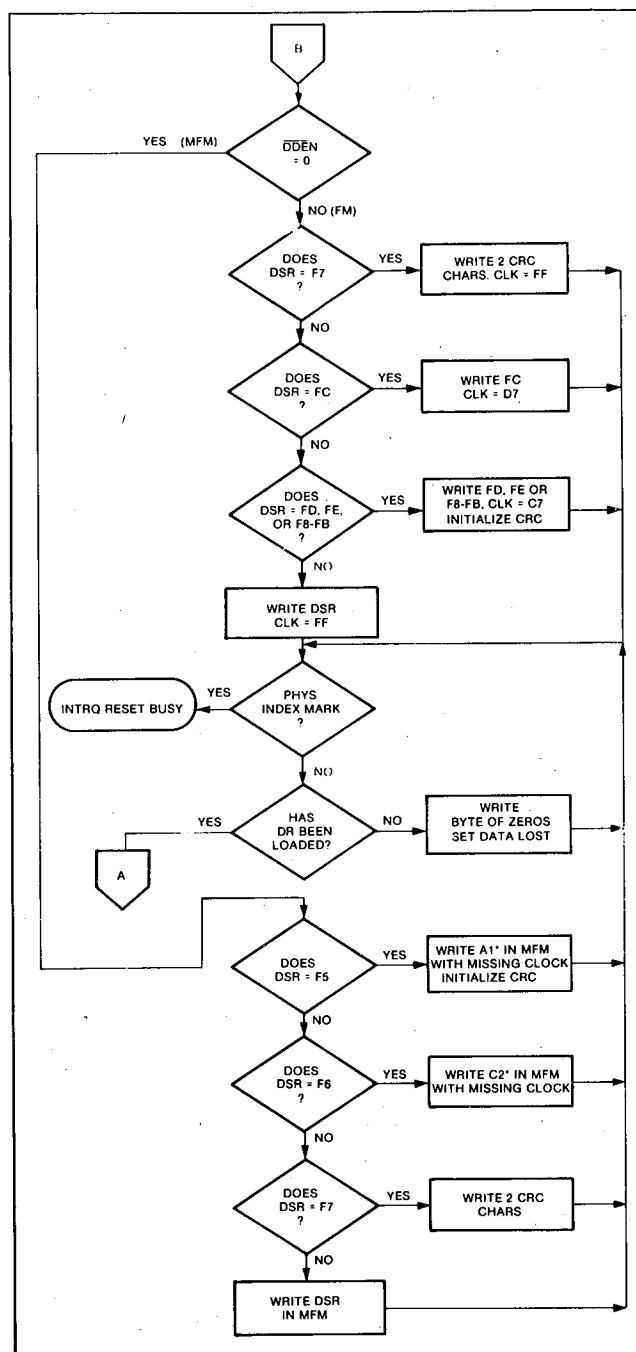 B
YES (MFM)
DDEN
= 0
NO (FM)
DOES
DSR = F7
?
YES
WRITE 2 CRC
CHARS. CLK = FF
NO
DOES
DSR = FC
?
YES
WRITE FC
CLK = D7
NO
DOES
DSR = FD, FE,
OR F8-FB
?
YES
WRITE FD, FE OR
F8-FB, CLK = C7
INITIALIZE CRC
NO
WRITE DSR
CLK = FF
INTRQ RESET BUSY
YES
PHYS
INDEX MARK
?
NO
YES
HAS
DR BEEN
LOADED?
NO
WRITE
BYTE OF ZEROS
SET DATA LOST
A
DOES
DSR = F5
YES
WRITE A1* IN MFM
WITH MISSING CLOCK
INITIALIZE CRC
NO
DOES
DSR = F6
?
YES
WRITE C2* IN MFM
WITH MISSING CLOCK
NO
DOES
DSR = F7
?
YES
WRITE 2 CRC
CHARS
NO
WRITE DSR
IN MFM